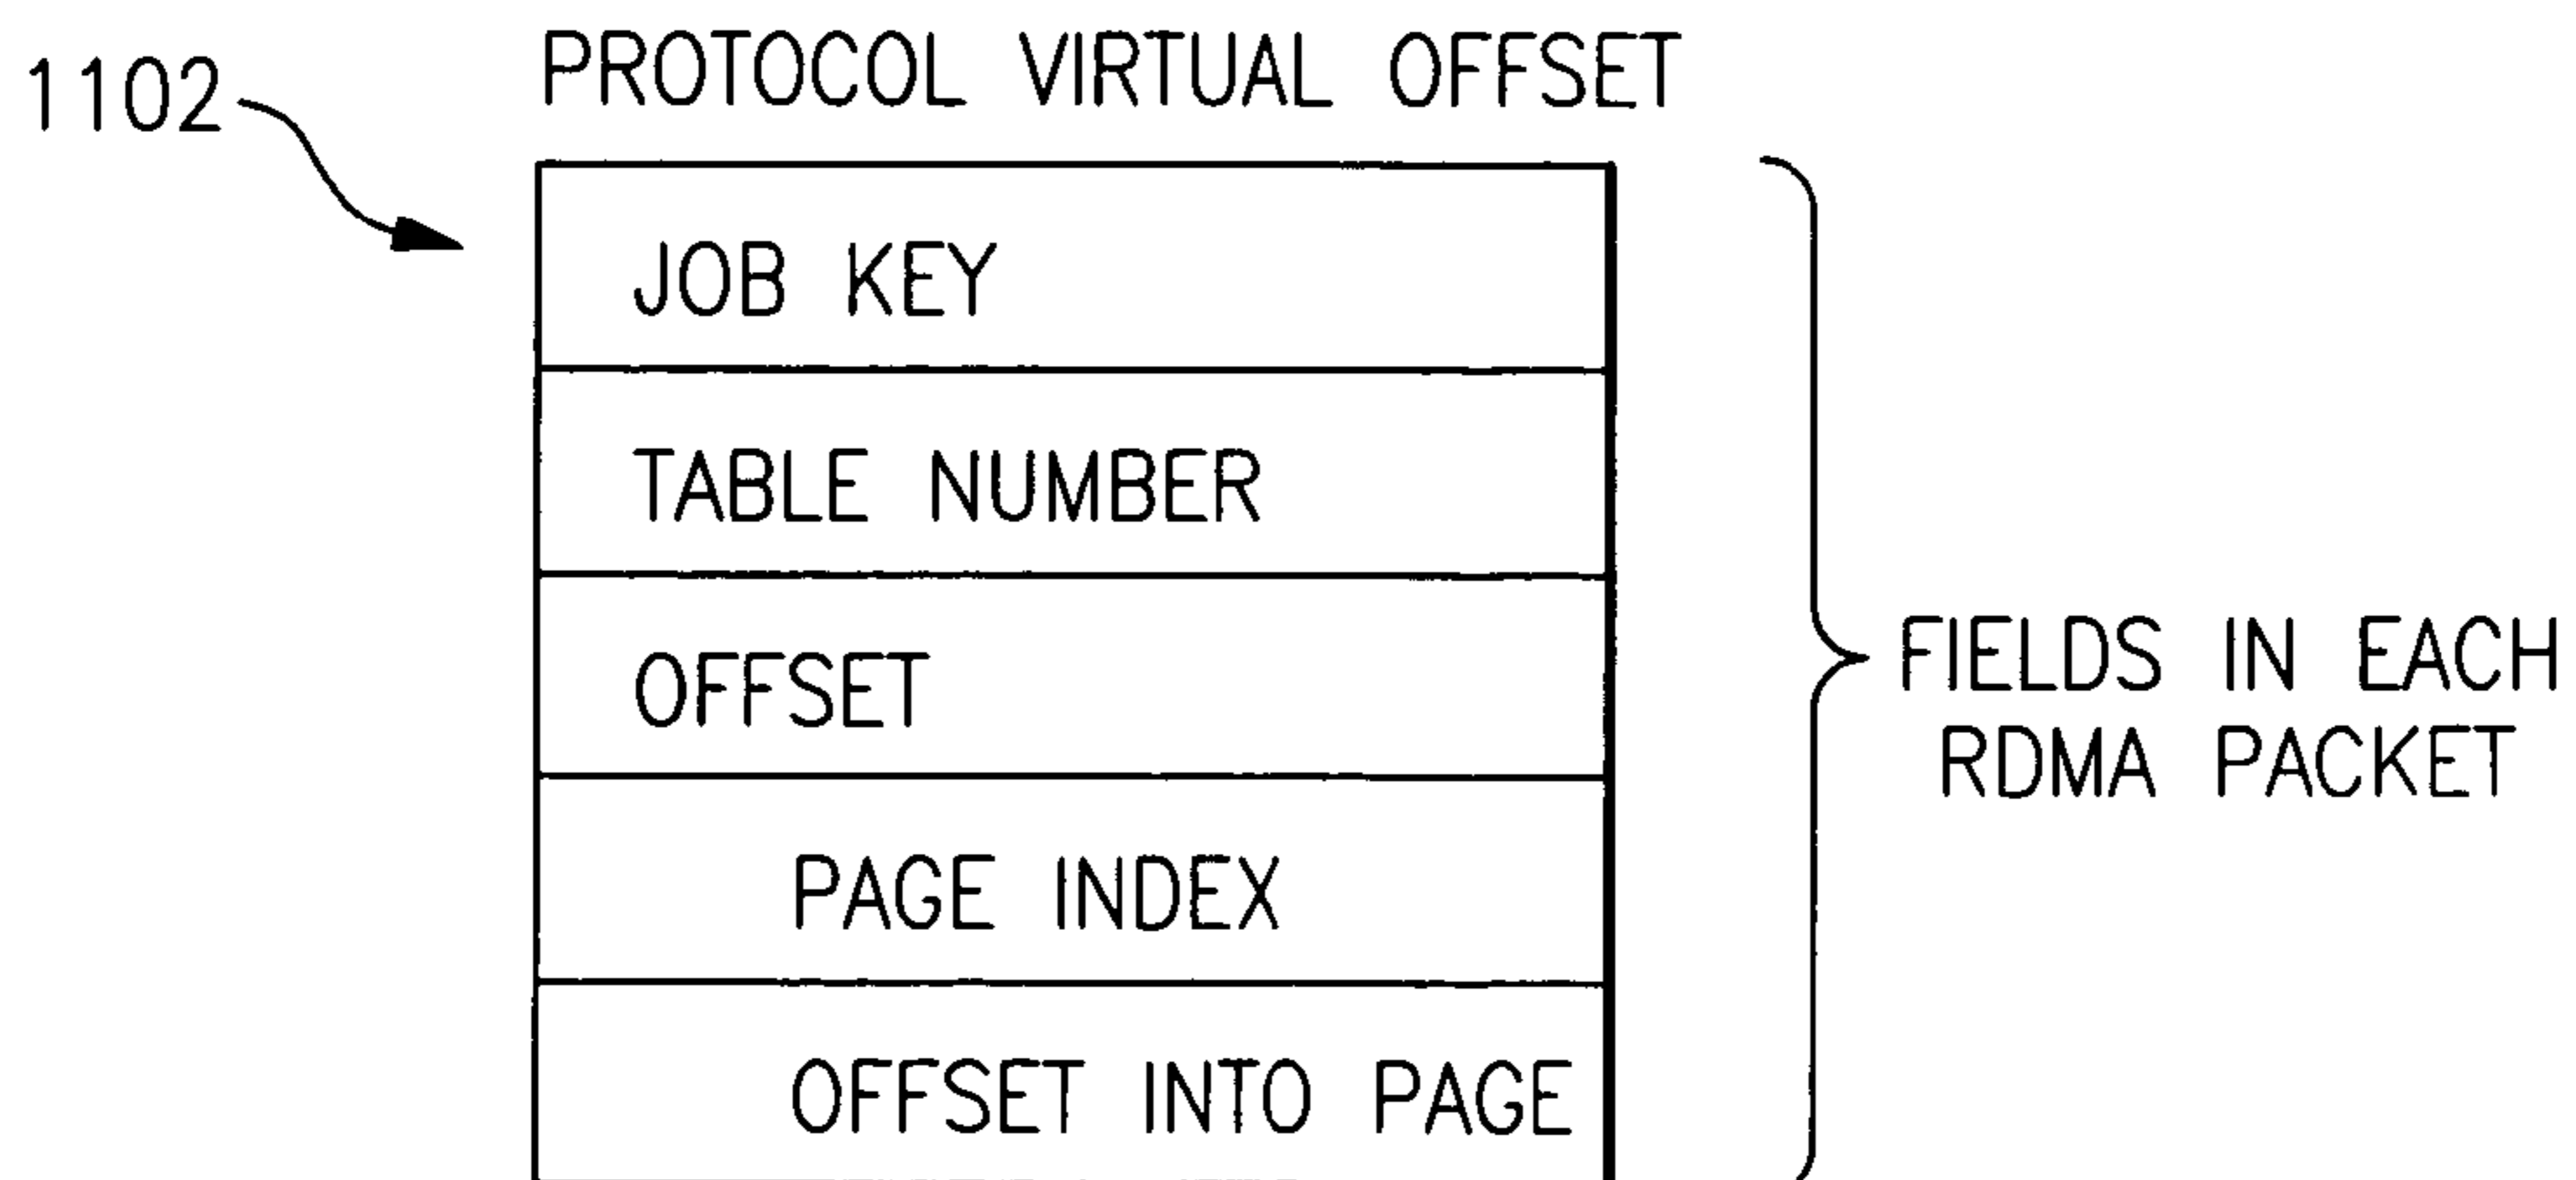 PROTOCOL VIRTUAL OFFSET
1102
JOB KEY
TABLE NUMBER
OFFSET
PAGE INDEX
OFFSET INTO PAGE
FIELDS IN EACH
RDMA PACKET